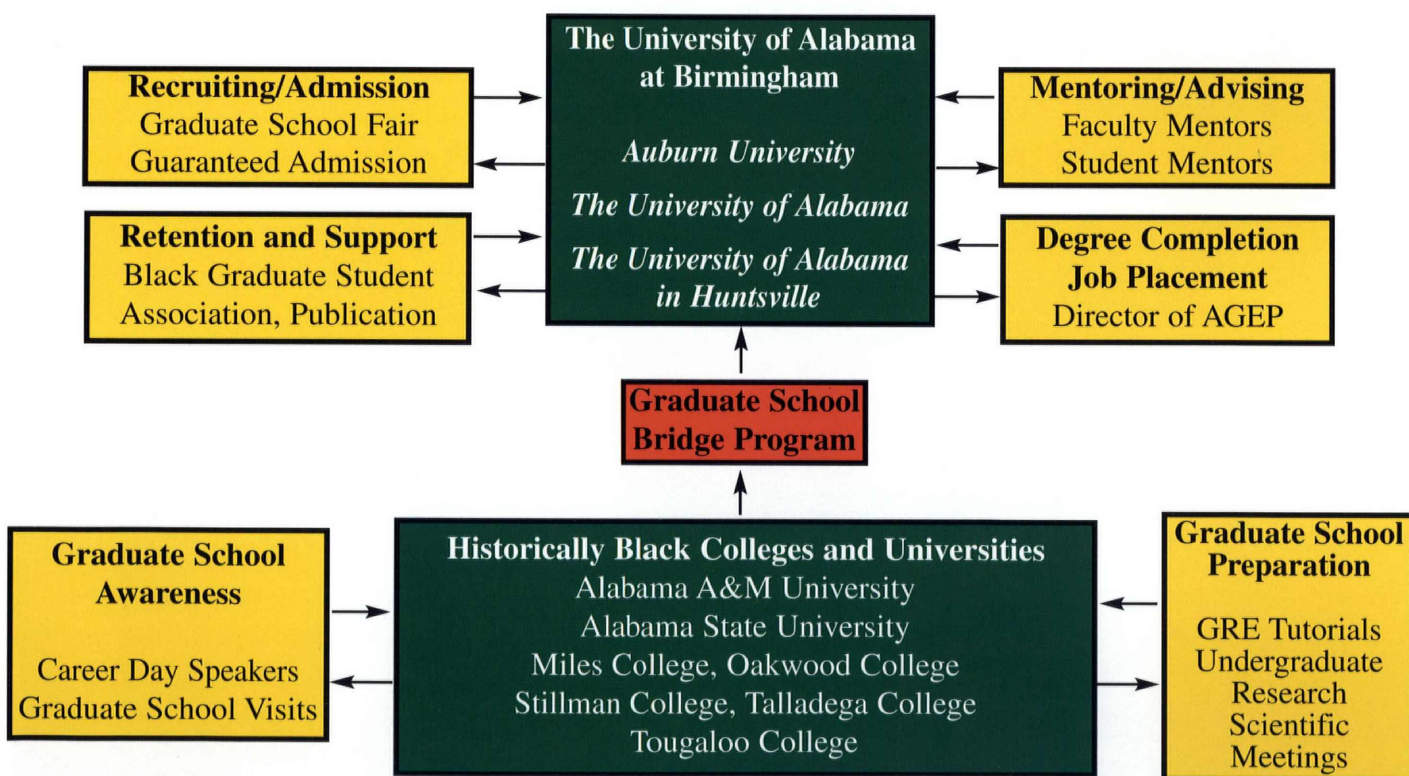 The University of Alabama
at Birmingham
Auburn University
The University of Alabama
The University of Alabama
in Huntsville
Recruiting/Admission
Graduate School Fair
Guaranteed Admission
Mentoring/Advising
Faculty Mentors
Student Mentors
Retention and Support
Black Graduate Student
Association, Publication
Degree Completion
Job Placement
Director of AGEP
Graduate School
Bridge Program
Graduate School
Awareness
Career Day Speakers
Graduate School Visits
Historically Black Colleges and Universities
Alabama A&M University
Alabama State University
Miles College, Oakwood College
Stillman College, Talladega College
Tougaloo College
Graduate School
Preparation
GRE Tutorials
Undergraduate
Research
Scientific
Meetings